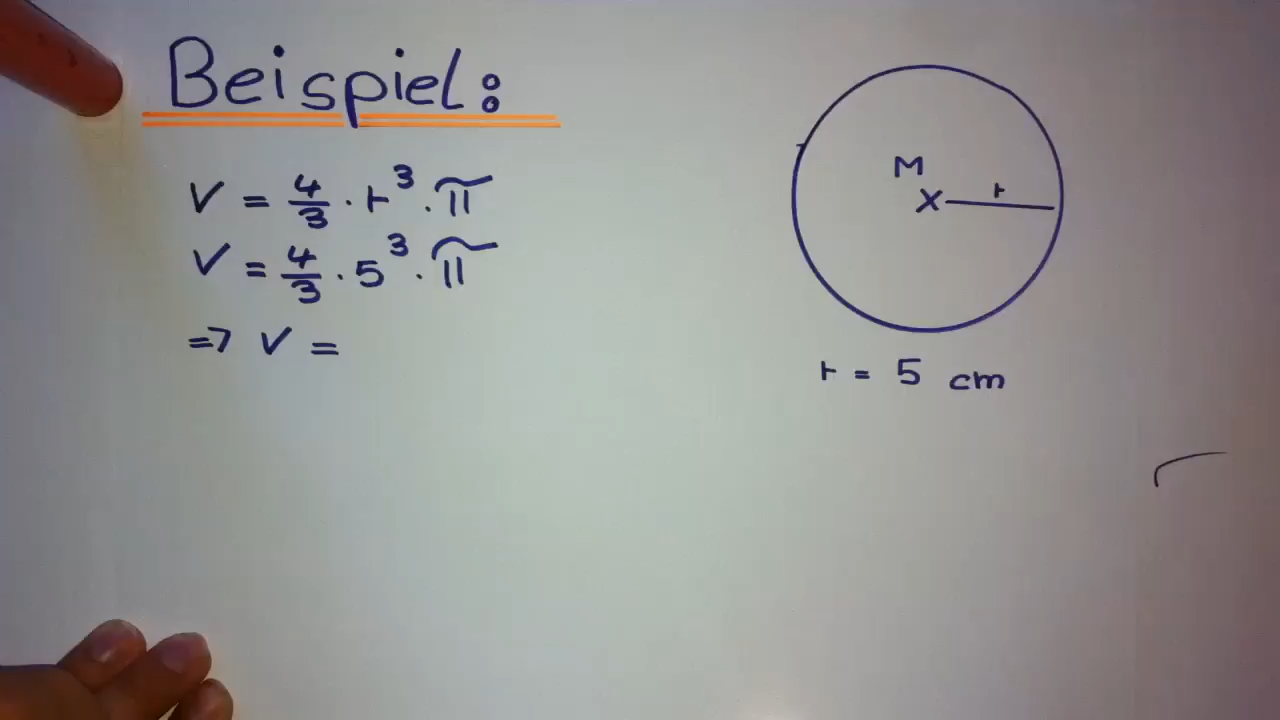 Beispiel:
V = 4/3 · r³ · π
V = 4/3 · 5³ · π
=> V =
M
x r
r = 5 cm